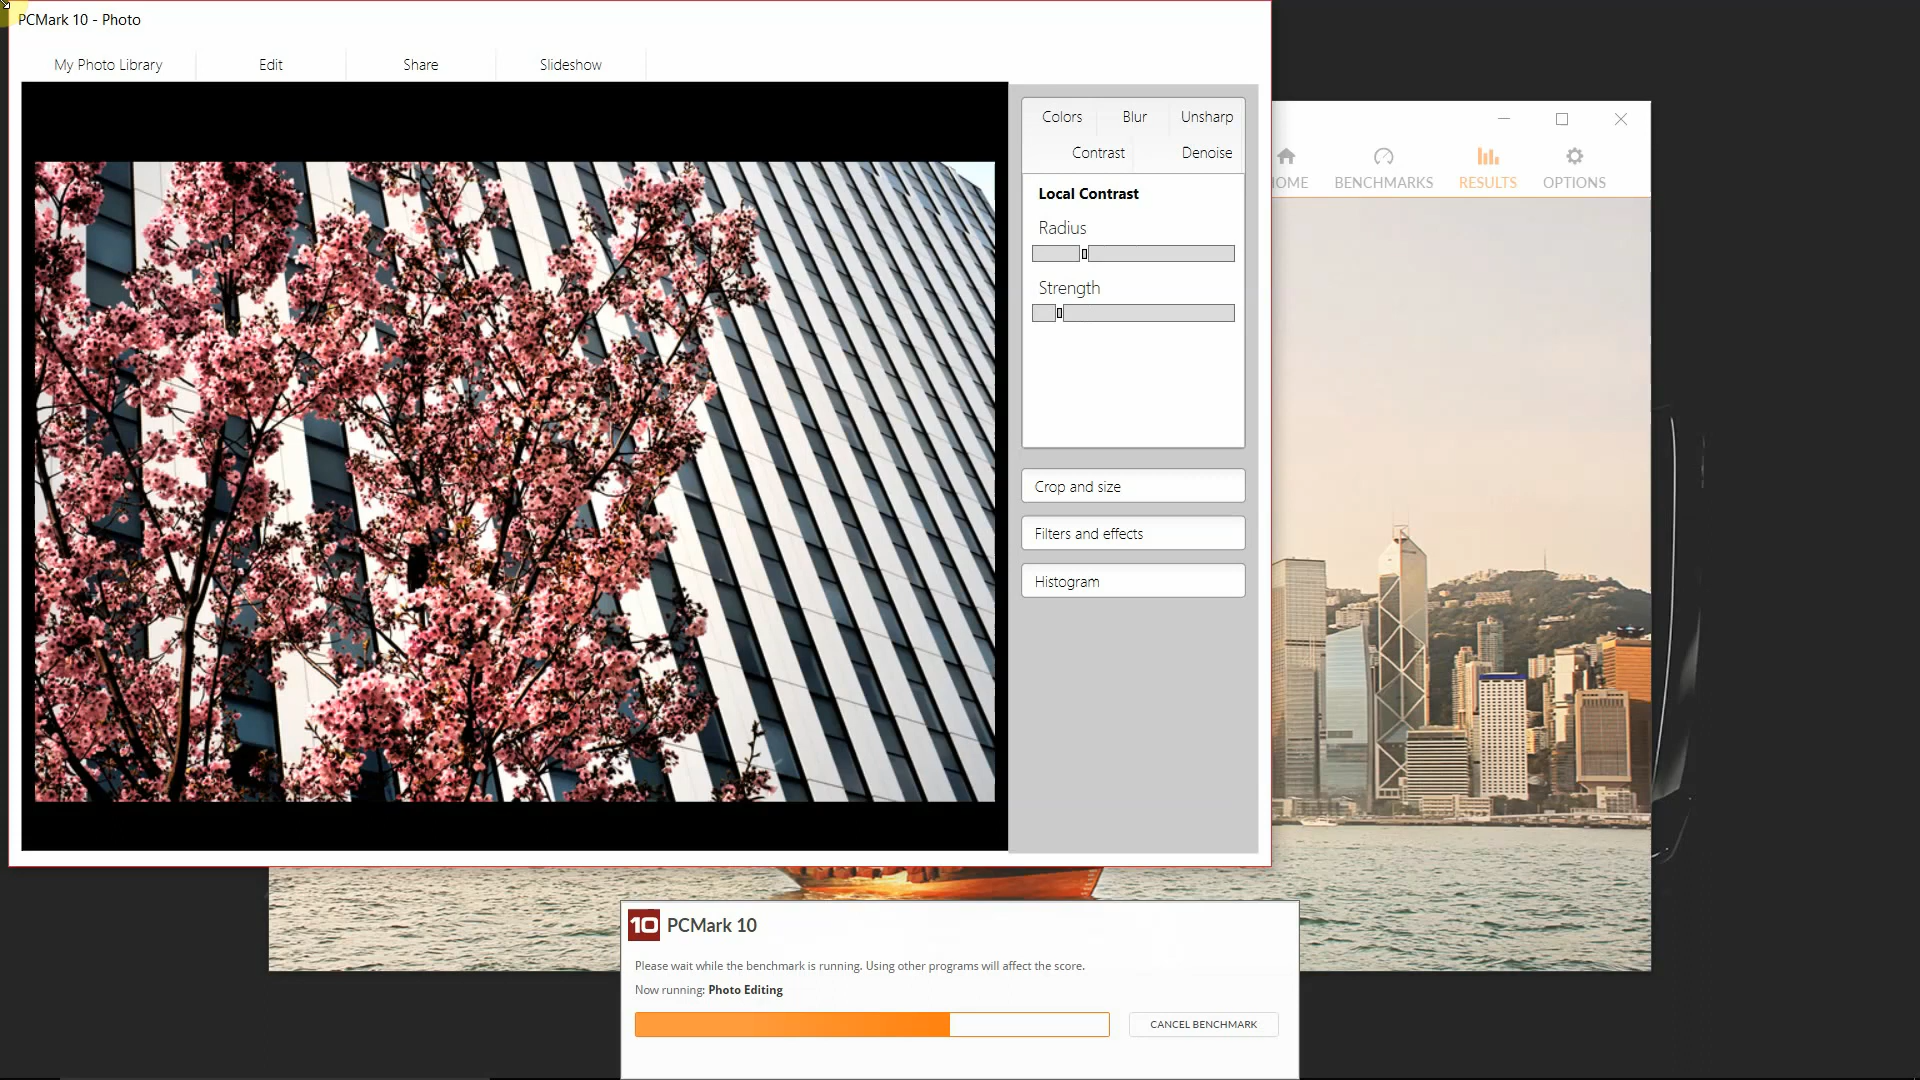 PCMark 10 - Photo
My Photo Library Edit Share Slideshow
Colors Blur Unsharp
Contrast Denoise
Local Contrast
Radius
Strength
Crop and size
Filters and effects
Histogram
OME BENCHMARKS RESULTS OPTIONS
10 PCMark 10
Please wait while the benchmark is running. Using other programs will affect the score.
Now running: Photo Editing
CANCEL BENCHMARK